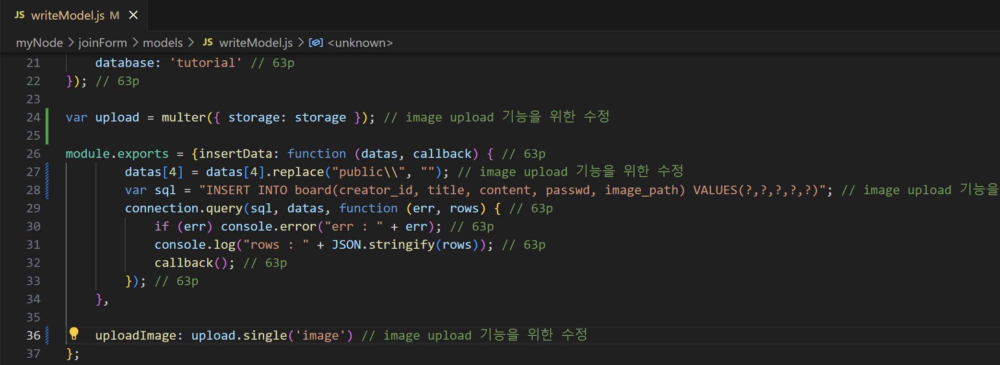 JS writeModel.js M ×
myNode > joinForm > models > JS writeModel.js > <unknown>
21 database: 'tutorial' // 63p
22 }); // 63p
23
24 var upload = multer({ storage: storage }); // image upload 기능을 위한 수정
25
26 module.exports = {insertData: function (datas, callback) { // 63p
27 datas[4] = datas[4].replace("public\\", ""); // image upload 기능을 위한 수정
28 var sql = "INSERT INTO board(creator_id, title, content, passwd, image_path) VALUES(?,?,?,?,?)"; // image upload 기능을
29 connection.query(sql, datas, function (err, rows) { // 63p
30 if (err) console.error("err : " + err); // 63p
31 console.log("rows : " + JSON.stringify(rows)); // 63p
32 callback(); // 63p
33 }); // 63p
34 },
35
36 uploadImage: upload.single('image') // image upload 기능을 위한 수정
37 };